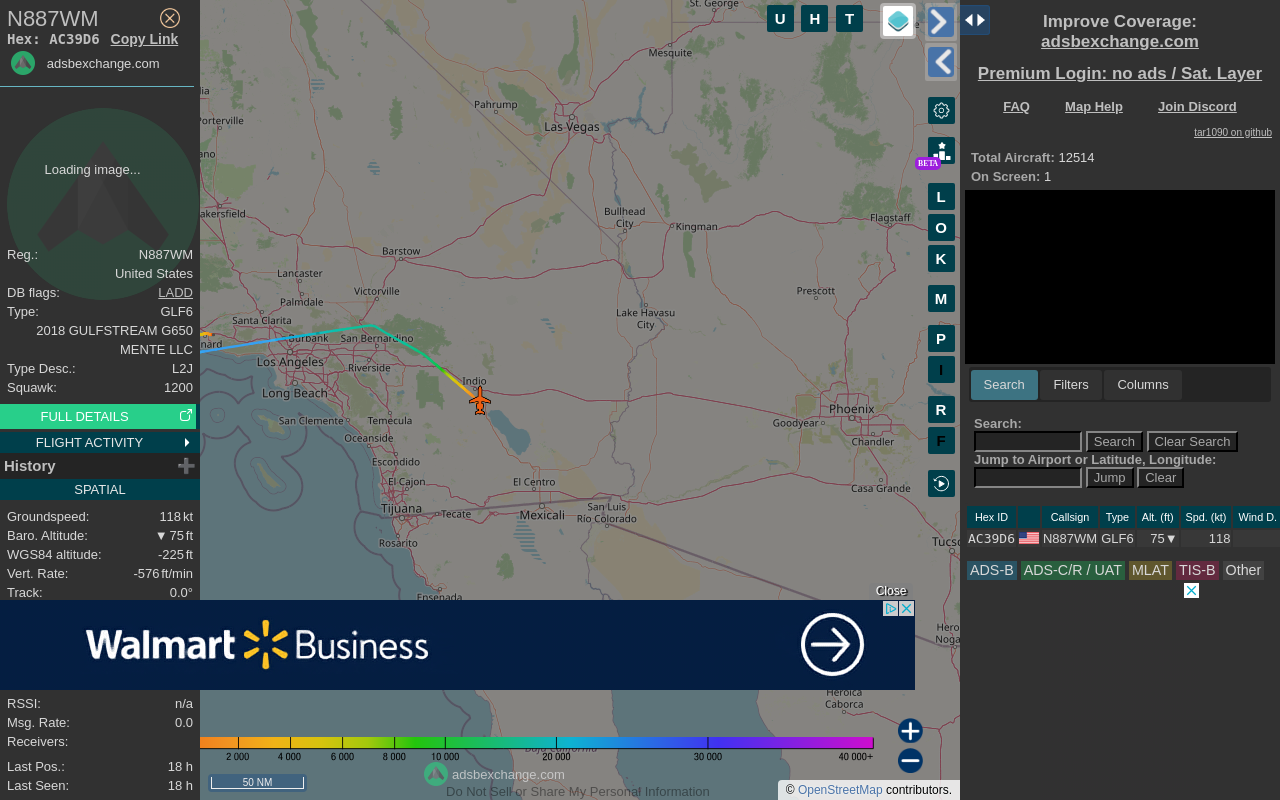 N887WM
Hex: AC39D6 Copy Link
adsbexchange.com
Loading image...
Reg.: N887WM
United States
DB flags: LADD
Type: GLF6
2018 GULFSTREAM G650
MENTE LLC
Type Desc.: L2J
Squawk: 1200
FULL DETAILS
FLIGHT ACTIVITY
History
SPATIAL
Groundspeed: 118 kt
Baro. Altitude: ▼ 75 ft
WGS84 altitude: -225 ft
Vert. Rate: -576 ft/min
Track: 0.0°
RSSI: n/a
Msg. Rate: 0.0
Receivers:
Last Pos.: 18 h
Last Seen: 18 h
U H T
St. George
Mesquite
Pahrump
Las Vegas
Porterville
Bullhead
City
Kingman
Flagstaff
akersfield
Barstow
Lancaster
Victorville
Palmdale
Prescott
Santa Clarita
Lake Havasu
City
Burbank
San Bernardino
Los Angeles
Riverside
Indio
Long Beach
San Clemente
Temecula
Phoenix
Goodyear
Oceanside
Chandler
Escondido
El Cajon
El Centro
Casa Grande
Tijuana
Tecate
Mexicali
San Luis
Río Colorado
Rosarito
Ensenada
Heroica
Caborca
BETA
L
O
K
M
P
I
R
F
Close
Walmart Business
2 000 4 000 6 000 8 000 10 000 20 000 30 000 40 000+
50 NM
adsbexchange.com
Do Not Sell or Share My Personal Information
© OpenStreetMap contributors.
Improve Coverage:
adsbexchange.com
Premium Login: no ads / Sat. Layer
FAQ Map Help Join Discord
tar1090 on github
Total Aircraft: 12514
On Screen: 1
Search Filters Columns
Search:
Search Clear Search
Jump to Airport or Latitude, Longitude:
Jump Clear
Hex ID Callsign Type Alt. (ft) Spd. (kt) Wind D.
AC39D6 N887WM GLF6 75▼ 118
ADS-B ADS-C/R / UAT MLAT TIS-B Other